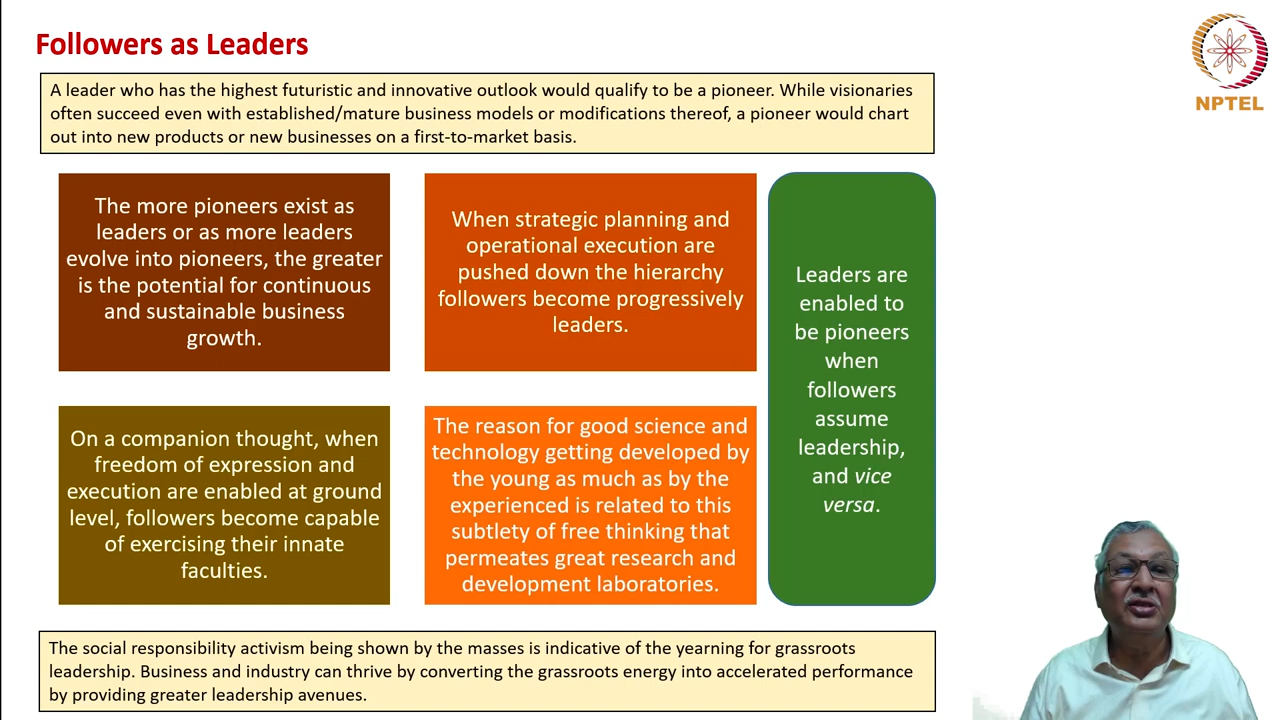 Followers as Leaders
NPTEL
A leader who has the highest futuristic and innovative outlook would qualify to be a pioneer. While visionaries
often succeed even with established/mature business models or modifications thereof, a pioneer would chart
out into new products or new businesses on a first-to-market basis.
The more pioneers exist as
leaders or as more leaders
evolve into pioneers, the greater
is the potential for continuous
and sustainable business
growth.
When strategic planning and
operational execution are
pushed down the hierarchy
followers become progressively
leaders.
On a companion thought, when
freedom of expression and
execution are enabled at ground
level, followers become capable
of exercising their innate
faculties.
The reason for good science and
technology getting developed by
the young as much as by the
experienced is related to this
subtlety of free thinking that
permeates great research and
development laboratories.
Leaders are
enabled to
be pioneers
when
followers
assume
leadership,
and vice
versa.
The social responsibility activism being shown by the masses is indicative of the yearning for grassroots
leadership. Business and industry can thrive by converting the grassroots energy into accelerated performance
by providing greater leadership avenues.